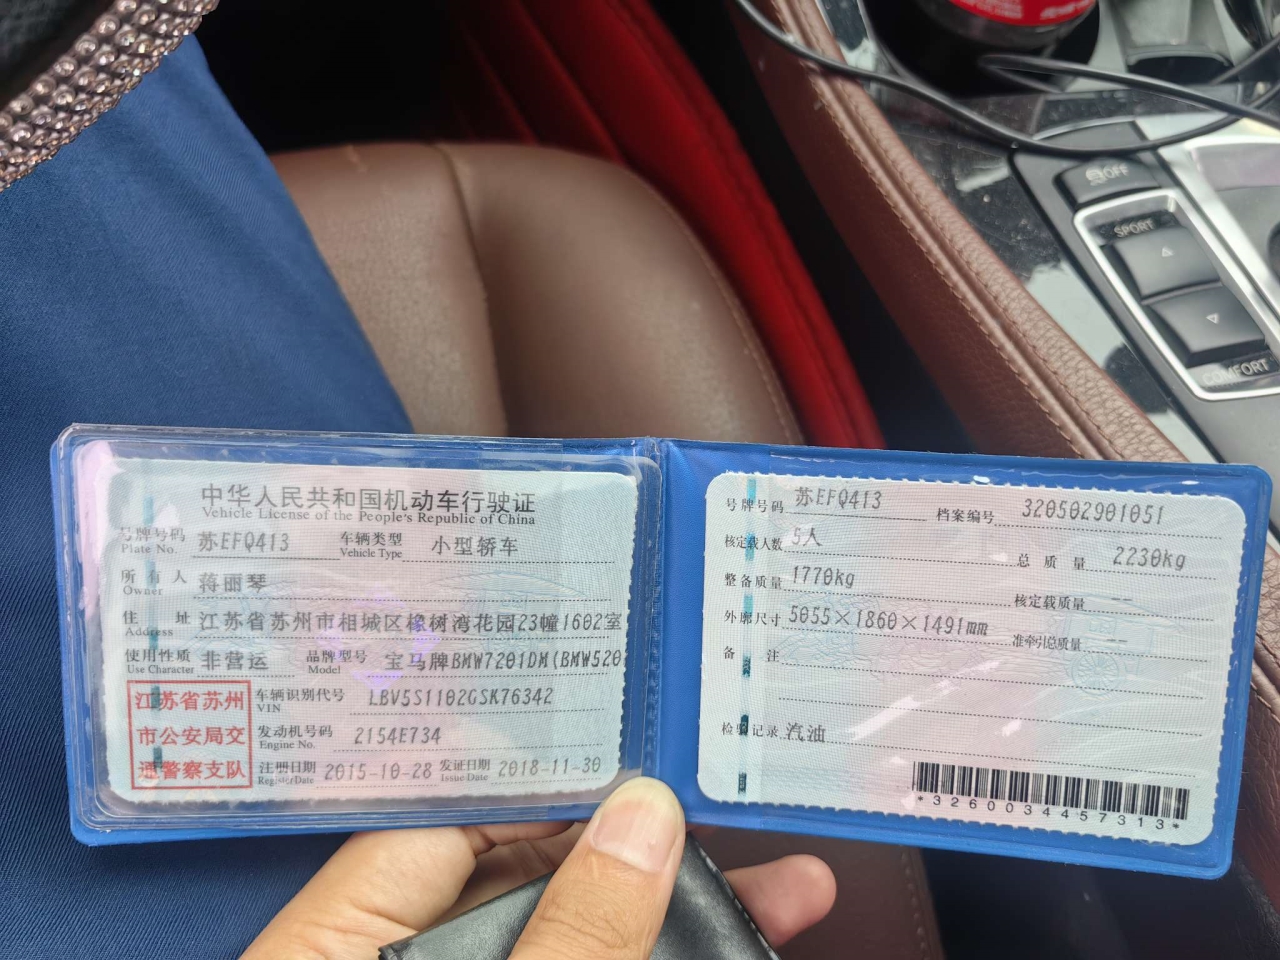 OFF
SPORT
COMFORT
中华人民共和国机动车行驶证
Vehicle License of the People's Republic of China
号牌号码 苏EFQ413 车辆类型 小型轿车
Plate No. Vehicle Type
所有人 蒋丽琴
Owner
住址 江苏省苏州市相城区橡树湾花园23幢1602室
Address
使用性质 非营运 品牌型号 宝马牌BMW7201DM(BMW520
Use Character Model
江苏省苏州
市公安局交
通警察支队
车辆识别代号 LBV5S1102GSK76342
VIN
发动机号码 2154E734
Engine No.
注册日期 2015-10-28 发证日期 2018-11-30
Register Date Issue Date
号牌号码 苏EFQ413 档案编号 320502901051
核定载人数 5人 总质量 2230kg
整备质量 1770kg 核定载质量 --
外廓尺寸 5055×1860×1491mm 准牵引总质量 --
备注
检验记录 汽油
*3260034457313*